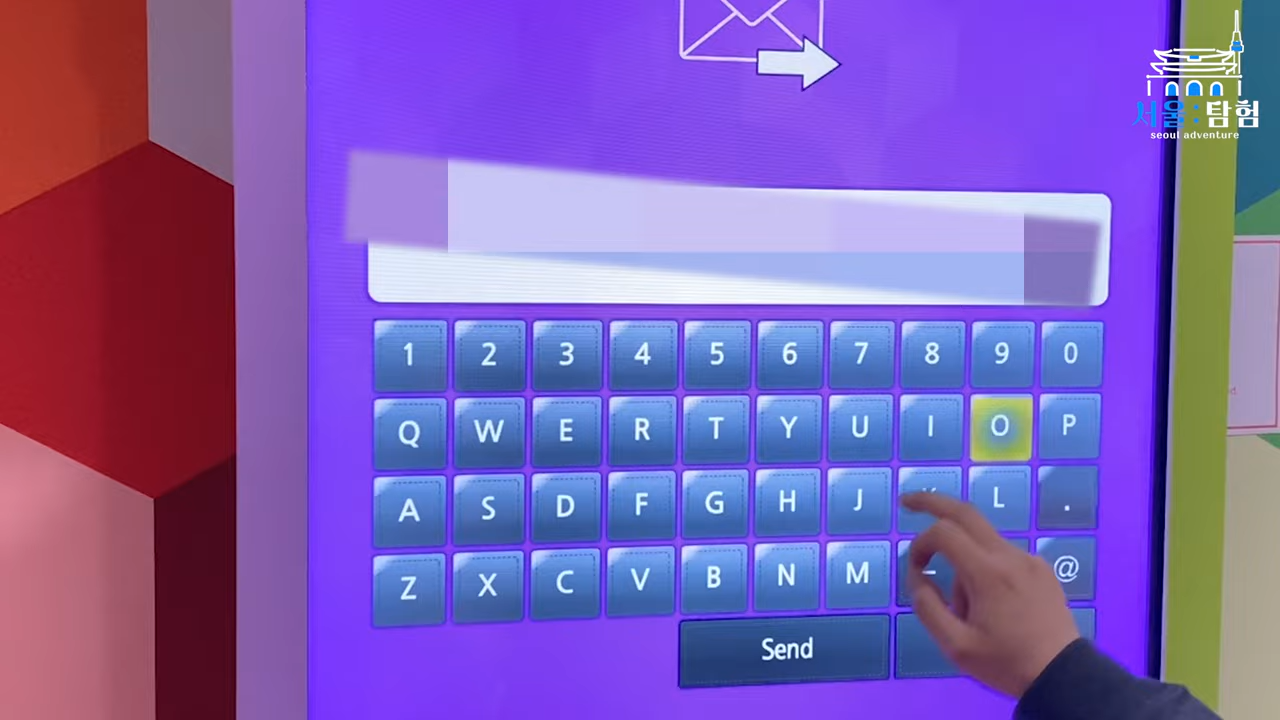 서울:탐험
seoul adventure
1 2 3 4 5 6 7 8 9 0
Q W E R T Y U I O P
A S D F G H J L .
Z X C V B N M - @
Send